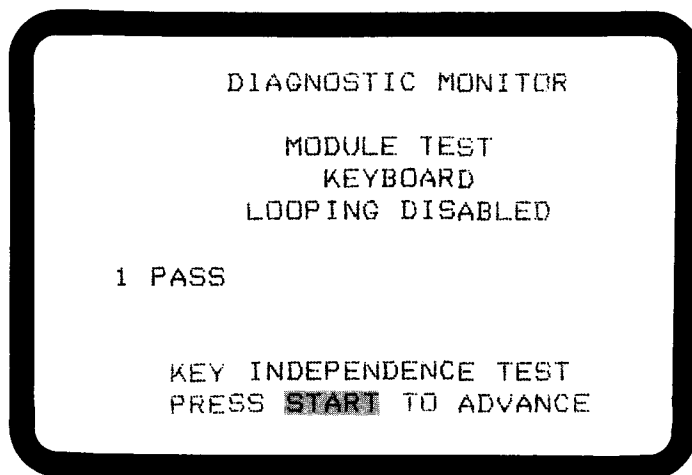 DIAGNOSTIC MONITOR
MODULE TEST
KEYBOARD
LOOPING DISABLED
1 PASS
KEY INDEPENDENCE TEST
PRESS START TO ADVANCE